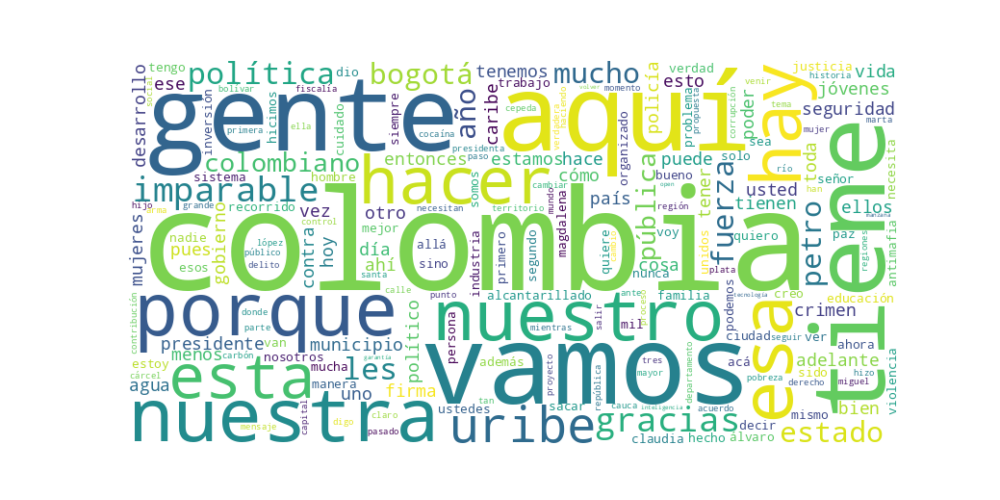 tengo
ese
social
política
bolívar
dio
fiscalía
bogotá
tenemos
trabajo
mucho
policía
verdad
esto
justicia
historia
venir
vida
jóvenes
desarrollo
inversión
gente
hicimos
cuidado
siempre
año
caribe
cepeda
cocaína
aquí
momento
verdadera
haciendo
volver
problema
propuesta
corrupción
poder
hay
tema
mujer
marta
seguridad
primera
ella
presidenta
paso
colombiano
entonces
estamos
hace
cómo
organizado
pública
puede
solo
sea
toda
río
han
señor
necesita
imparable
sistema
hombre
hacer
somos
cambiar
bueno
país
tener
fuerza
usted
tienen
ellos
tiene
hijo
arma
grande
recorrido
control
vez
otro
mejor
necesitan
territorio
mundo
magdalena
open
región
unidos
voy
quiero
petro
paz
regiones
manzana
antimafia
mujeres
nadie
pues
esos
gobierno
lópez
público
delito
contra
hoy
día
santa
ahí
allá
sino
colombia
industria
primero
segundo
quiere
campo
nunca
cosa
plata
contribución
porque
donde
parte
calle
punto
alcantarillado
ante
familia
proceso
tecnología
creo
educación
crimen
presidente
van
municipio
político
nuestro
mientras
salir
mil
podemos
ciudad
seguir
ver
ahora
menos
carbón
nosotros
persona
además
república
tres
mayor
departamento
acá
esa
adelante
violencia
estoy
cárcel
agua
esta
mucha
garantía
les
vamos
proyecto
pobreza
sido
hizo
derecho
miguel
manera
uno
firma
ustedes
tan
sacar
cauca
inteligencia
acuerdo
mismo
bien
nuestra
capital
claro
digo
pasado
mensaje
uribe
gracias
claudia
hecho
álvaro
decir
estado